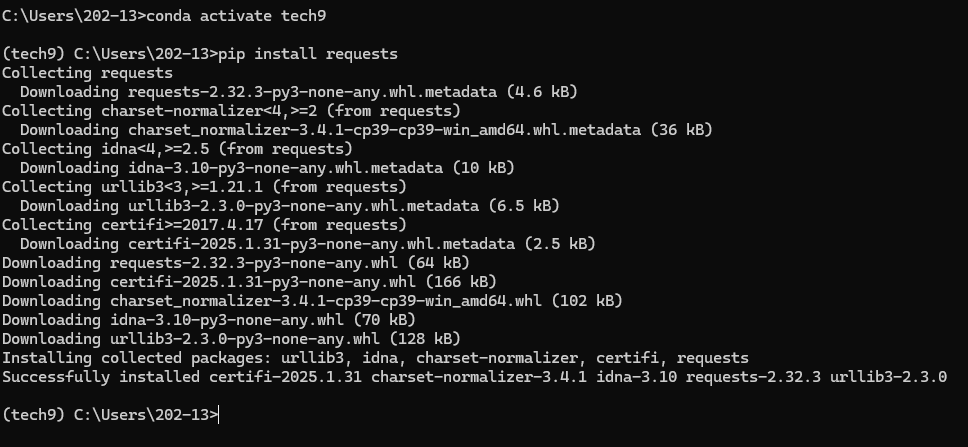 C:\Users\202-13>conda activate tech9
(tech9) C:\Users\202-13>pip install requests
Collecting requests
  Downloading requests-2.32.3-py3-none-any.whl.metadata (4.6 kB)
Collecting charset-normalizer<4,>=2 (from requests)
  Downloading charset_normalizer-3.4.1-cp39-cp39-win_amd64.whl.metadata (36 kB)
Collecting idna<4,>=2.5 (from requests)
  Downloading idna-3.10-py3-none-any.whl.metadata (10 kB)
Collecting urllib3<3,>=1.21.1 (from requests)
  Downloading urllib3-2.3.0-py3-none-any.whl.metadata (6.5 kB)
Collecting certifi>=2017.4.17 (from requests)
  Downloading certifi-2025.1.31-py3-none-any.whl.metadata (2.5 kB)
Downloading requests-2.32.3-py3-none-any.whl (64 kB)
Downloading certifi-2025.1.31-py3-none-any.whl (166 kB)
Downloading charset_normalizer-3.4.1-cp39-cp39-win_amd64.whl (102 kB)
Downloading idna-3.10-py3-none-any.whl (70 kB)
Downloading urllib3-2.3.0-py3-none-any.whl (128 kB)
Installing collected packages: urllib3, idna, charset-normalizer, certifi, requests
Successfully installed certifi-2025.1.31 charset-normalizer-3.4.1 idna-3.10 requests-2.32.3 urllib3-2.3.0
(tech9) C:\Users\202-13>